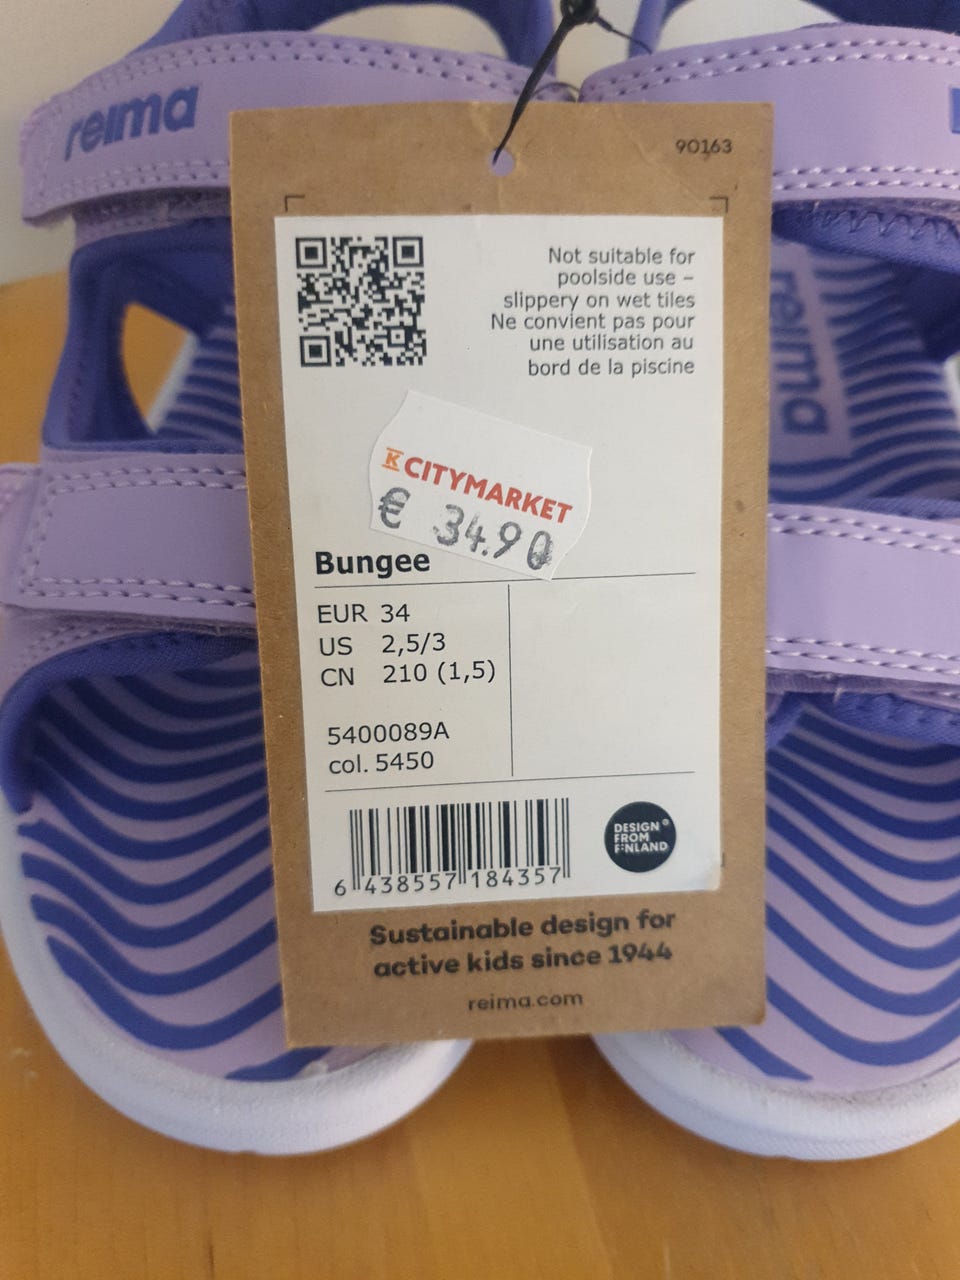 reima
90163
Not suitable for
poolside use –
slippery on wet tiles
Ne convient pas pour
une utilisation au
bord de la piscine
K CITYMARKET
€ 34.90
Bungee
EUR 34
US 2,5/3
CN 210 (1,5)
5400089A
col. 5450
6 438557 184357
DESIGN
FROM
FINLAND
Sustainable design for
active kids since 1944
reima.com
reima